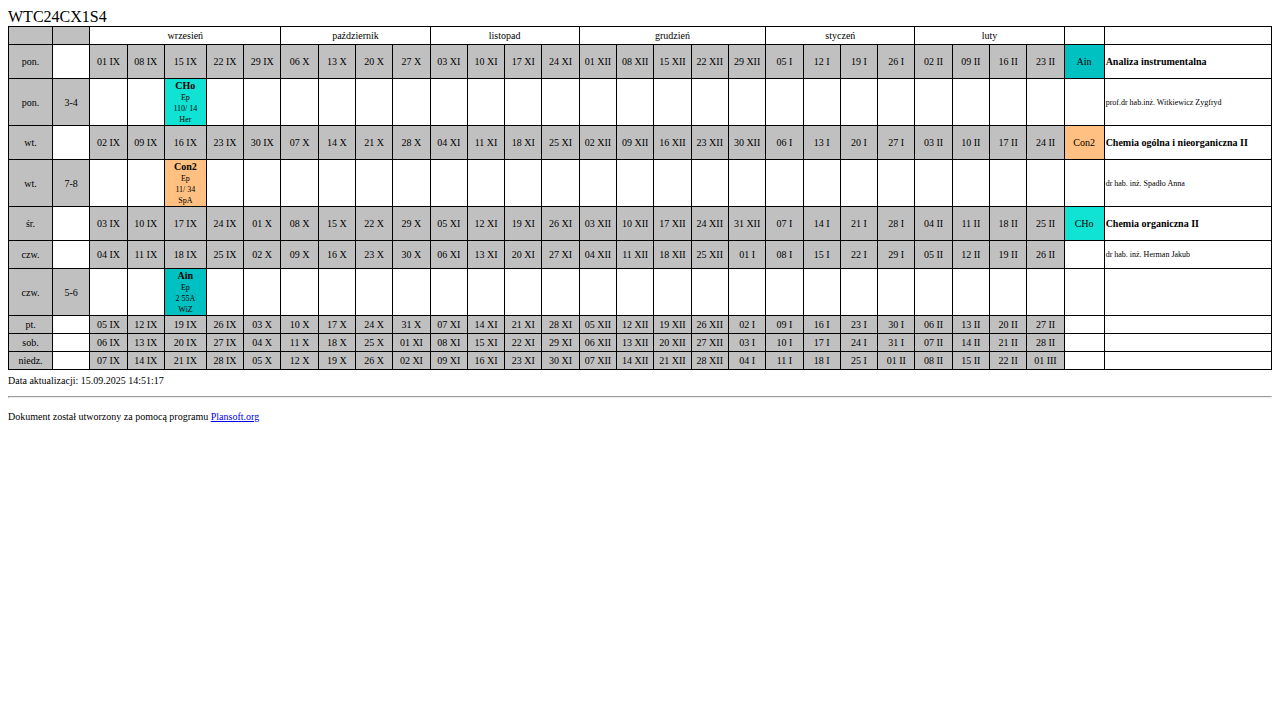 WTC24CX1S4
wrzesień październik listopad grudzień styczeń luty
pon. 01 IX 08 IX 15 IX 22 IX 29 IX 06 X 13 X 20 X 27 X 03 XI 10 XI 17 XI 24 XI 01 XII 08 XII 15 XII 22 XII 29 XII 05 I 12 I 19 I 26 I 02 II 09 II 16 II 23 II Ain Analiza instrumentalna
pon. 3-4 CHo prof.dr hab.inż. Witkiewicz Zygfryd
Ep
110/ 14
Her
wt. 02 IX 09 IX 16 IX 23 IX 30 IX 07 X 14 X 21 X 28 X 04 XI 11 XI 18 XI 25 XI 02 XII 09 XII 16 XII 23 XII 30 XII 06 I 13 I 20 I 27 I 03 II 10 II 17 II 24 II Con2 Chemia ogólna i nieorganiczna II
wt. 7-8 Con2 dr hab. inż. Spadło Anna
Ep
11/ 34
SpA
śr. 03 IX 10 IX 17 IX 24 IX 01 X 08 X 15 X 22 X 29 X 05 XI 12 XI 19 XI 26 XI 03 XII 10 XII 17 XII 24 XII 31 XII 07 I 14 I 21 I 28 I 04 II 11 II 18 II 25 II CHo Chemia organiczna II
czw. 04 IX 11 IX 18 IX 25 IX 02 X 09 X 16 X 23 X 30 X 06 XI 13 XI 20 XI 27 XI 04 XII 11 XII 18 XII 25 XII 01 I 08 I 15 I 22 I 29 I 05 II 12 II 19 II 26 II dr hab. inż. Herman Jakub
czw. 5-6 Ain
Ep
2 55A
WiZ
pt. 05 IX 12 IX 19 IX 26 IX 03 X 10 X 17 X 24 X 31 X 07 XI 14 XI 21 XI 28 XI 05 XII 12 XII 19 XII 26 XII 02 I 09 I 16 I 23 I 30 I 06 II 13 II 20 II 27 II
sob. 06 IX 13 IX 20 IX 27 IX 04 X 11 X 18 X 25 X 01 XI 08 XI 15 XI 22 XI 29 XI 06 XII 13 XII 20 XII 27 XII 03 I 10 I 17 I 24 I 31 I 07 II 14 II 21 II 28 II
niedz. 07 IX 14 IX 21 IX 28 IX 05 X 12 X 19 X 26 X 02 XI 09 XI 16 XI 23 XI 30 XI 07 XII 14 XII 21 XII 28 XII 04 I 11 I 18 I 25 I 01 II 08 II 15 II 22 II 01 III
Data aktualizacji: 15.09.2025 14:51:17
Dokument został utworzony za pomocą programu Plansoft.org